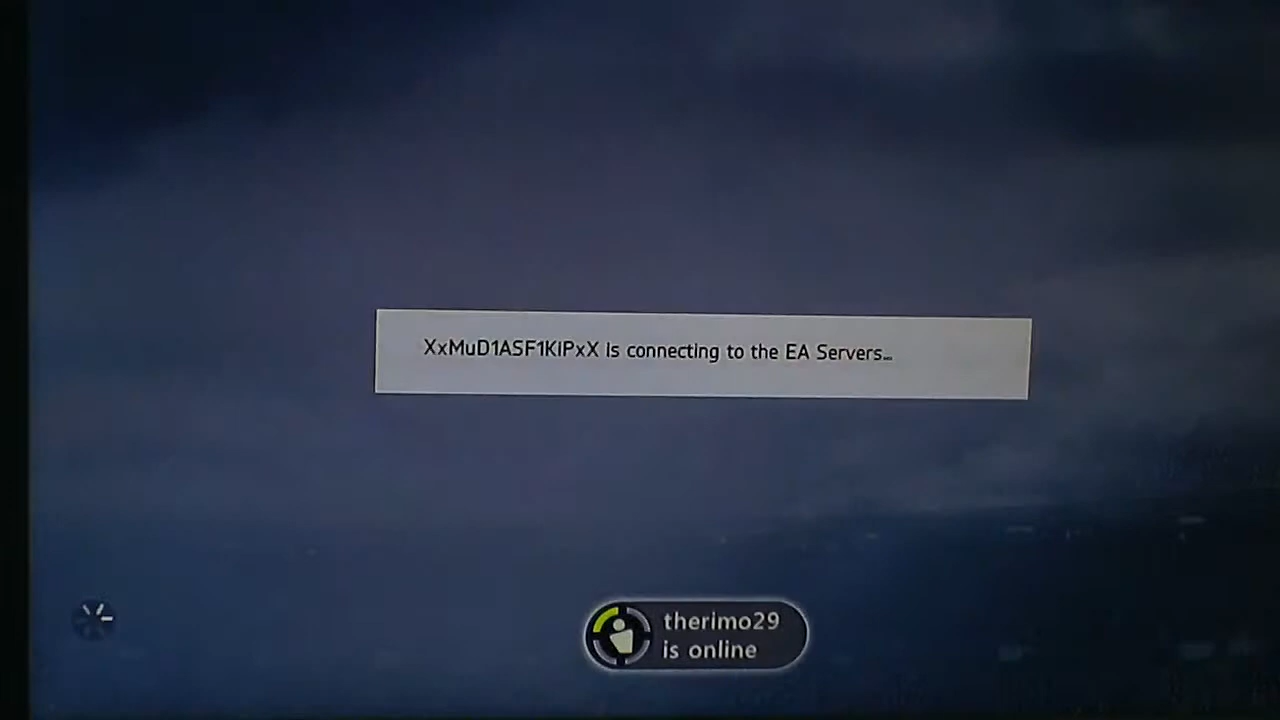 XxMuD1ASF1KIPxX is connecting to the EA Servers...
therimo29
is online